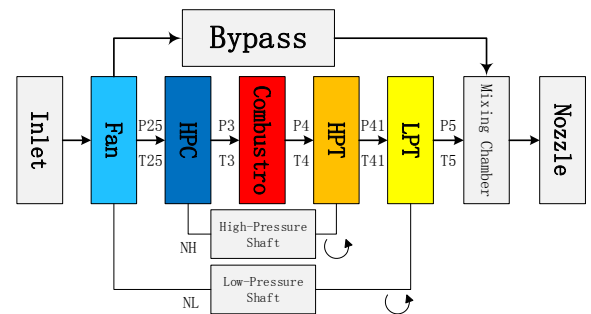 Bypass
Inlet
Fan
P25
T25
HPC
P3
T3
Combustro
P4
T4
HPT
P41
T41
LPT
P5
T5
Mixing Chamber
Nozzle
NH
High-Pressure
Shaft
NL
Low-Pressure
Shaft